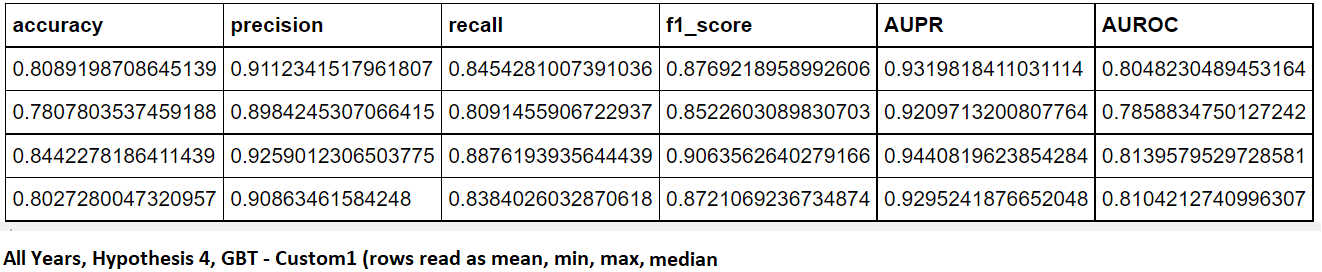 accuracy precision recall f1_score AUPR AUROC
0.8089198708645139 0.9112341517961807 0.8454281007391036 0.8769218958992606 0.9319818411031114 0.8048230489453164
0.7807803537459188 0.8984245307066415 0.8091455906722937 0.8522603089830703 0.9209713200807764 0.7858834750127242
0.8442278186411439 0.9259012306503775 0.8876193935644439 0.9063562640279166 0.9440819623854284 0.8139579529728581
0.8027280047320957 0.90863461584248 0.8384026032870618 0.8721069236734874 0.9295241876652048 0.8104212740996307
All Years, Hypothesis 4, GBT - Custom1 (rows read as mean, min, max, median